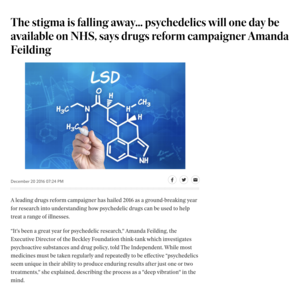 The stigma is falling away... psychedelics will one day be
available on NHS, says drugs reform campaigner Amanda
Feilding
LSD
O
H
CH₃
H₃C
N
N
H
H₃C
NH
December 28 2016 07:24 PM
A leading drugs reform campaigner has hailed 2016 as a ground-breaking year
for research into understanding how psychedelic drugs can be used to help
treat a range of illnesses.
"It's been a great year for psychedelic research," Amanda Feilding, the
Executive Director of the Beckley Foundation think-tank which investigates
psychoactive substances and drug policy, told The Independent. While most
medicines must be taken regularly and repeatedly to be effective "psychedelics
seem unique in their ability to produce enduring results after just one or two
treatments," she explained, describing the process as a "deep vibration" in the
mind.